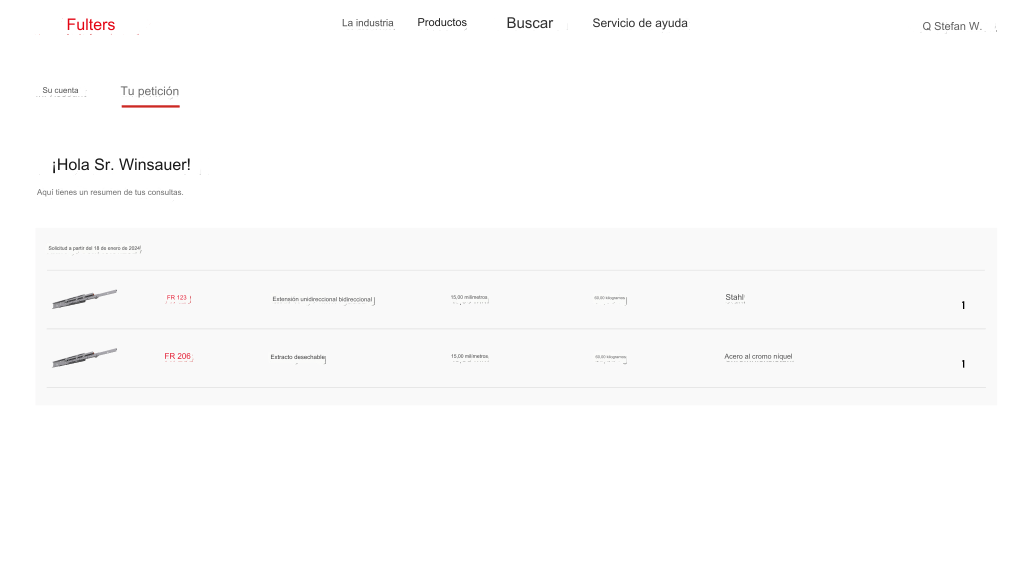 Fulters
La industria Productos Buscar Servicio de ayuda
Q Stefan W.
Su cuenta Tu petición
¡Hola Sr. Winsauer!
Aquí tienes un resumen de tus consultas.
Solicitud a partir del 18 de enero de 2024
FR 123 Extensión unidireccional bidireccional 15,00 milímetros 60,00 kilogramos Stahl 1
FR 206 Extracto desechable 15,00 milímetros 60,00 kilogramos Acero al cromo níquel 1